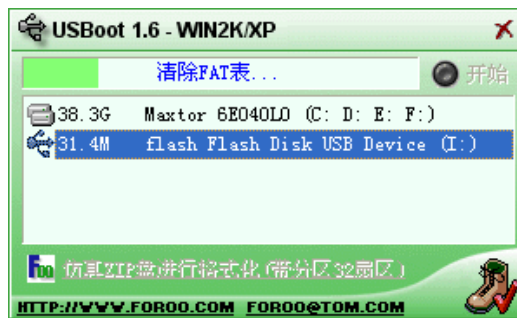 USBoot 1.6 - WIN2K/XP
清除FAT表...
开始
38.3G Maxtor 6E040L0 (C: D: E: F:)
31.4M flash Flash Disk USB Device (I:)
Foo
仿真ZIP盘进行格式化(带分区32扇区)
HTTP://WWW.FOROO.COM FOROO@TOM.COM